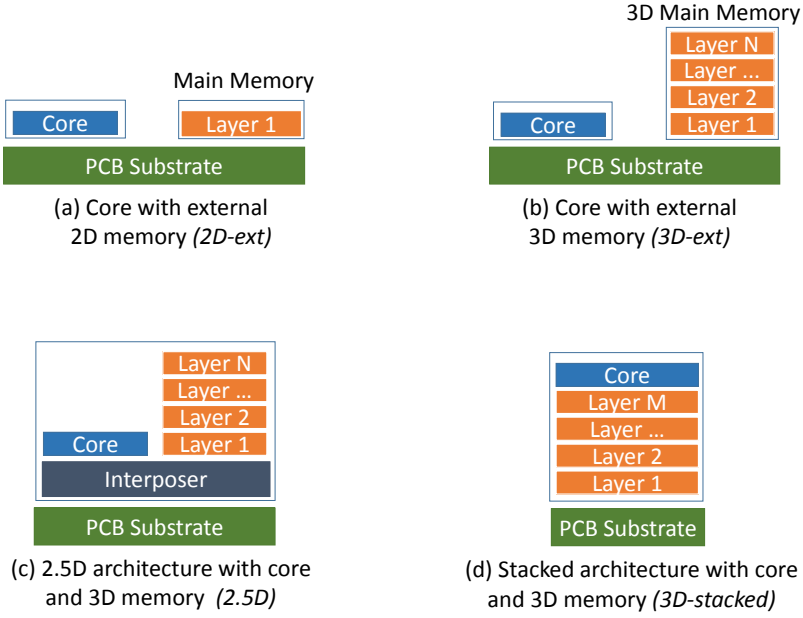 Main Memory
Core
Layer 1
PCB Substrate
(a) Core with external
2D memory (2D-ext)
3D Main Memory
Layer N
Layer ...
Layer 2
Core
Layer 1
PCB Substrate
(b) Core with external
3D memory (3D-ext)
Layer N
Layer ...
Layer 2
Core
Layer 1
Interposer
PCB Substrate
(c) 2.5D architecture with core
and 3D memory (2.5D)
Core
Layer M
Layer ...
Layer 2
Layer 1
PCB Substrate
(d) Stacked architecture with core
and 3D memory (3D-stacked)